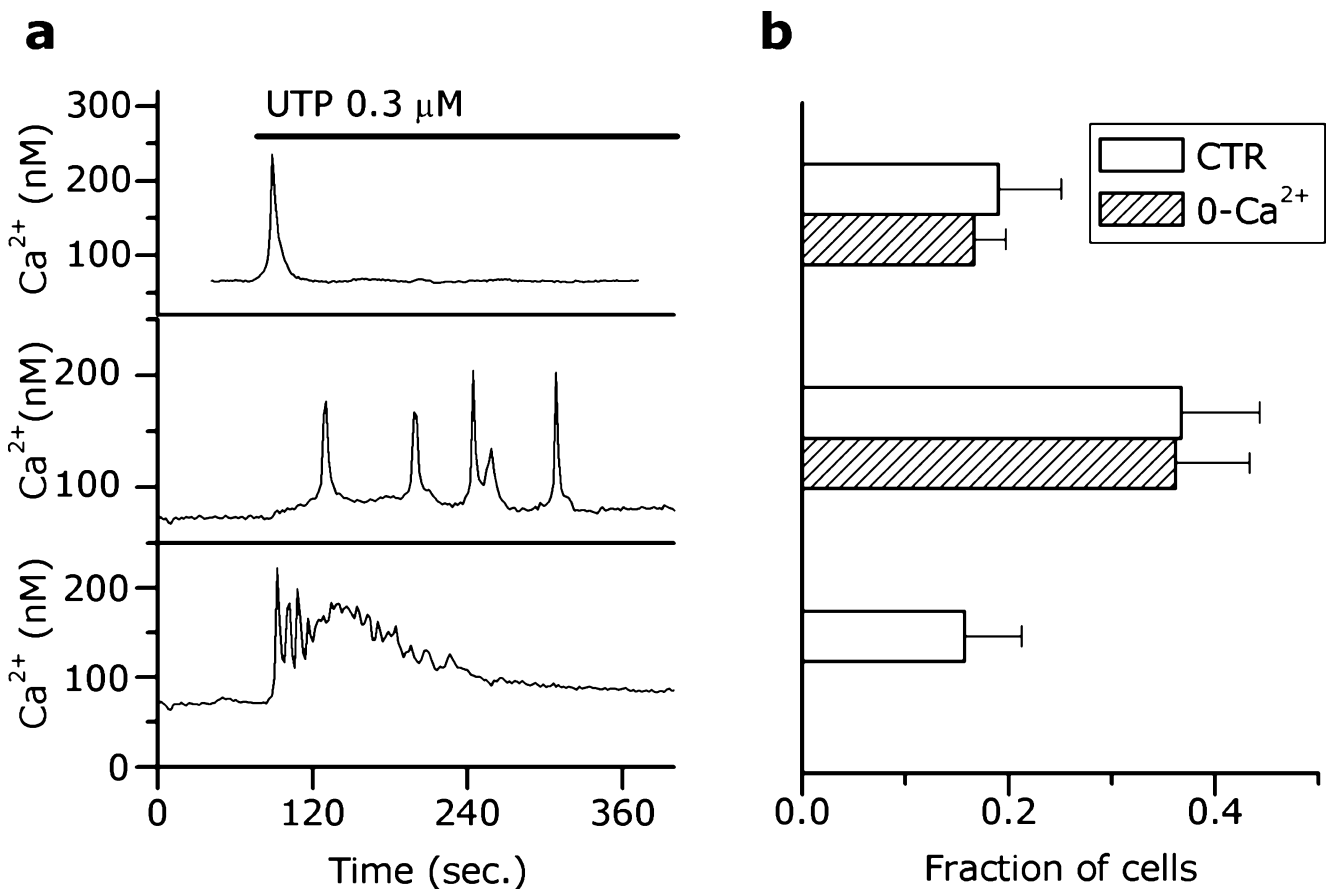 a
UTP 0.3 μM
300
200
100
Ca²⁺ (nM)
200
100
Ca²⁺(nM)
200
100
0
Ca²⁺ (nM)
0 120 240 360
Time (sec.)
b
CTR
0-Ca²⁺
0.0 0.2 0.4
Fraction of cells